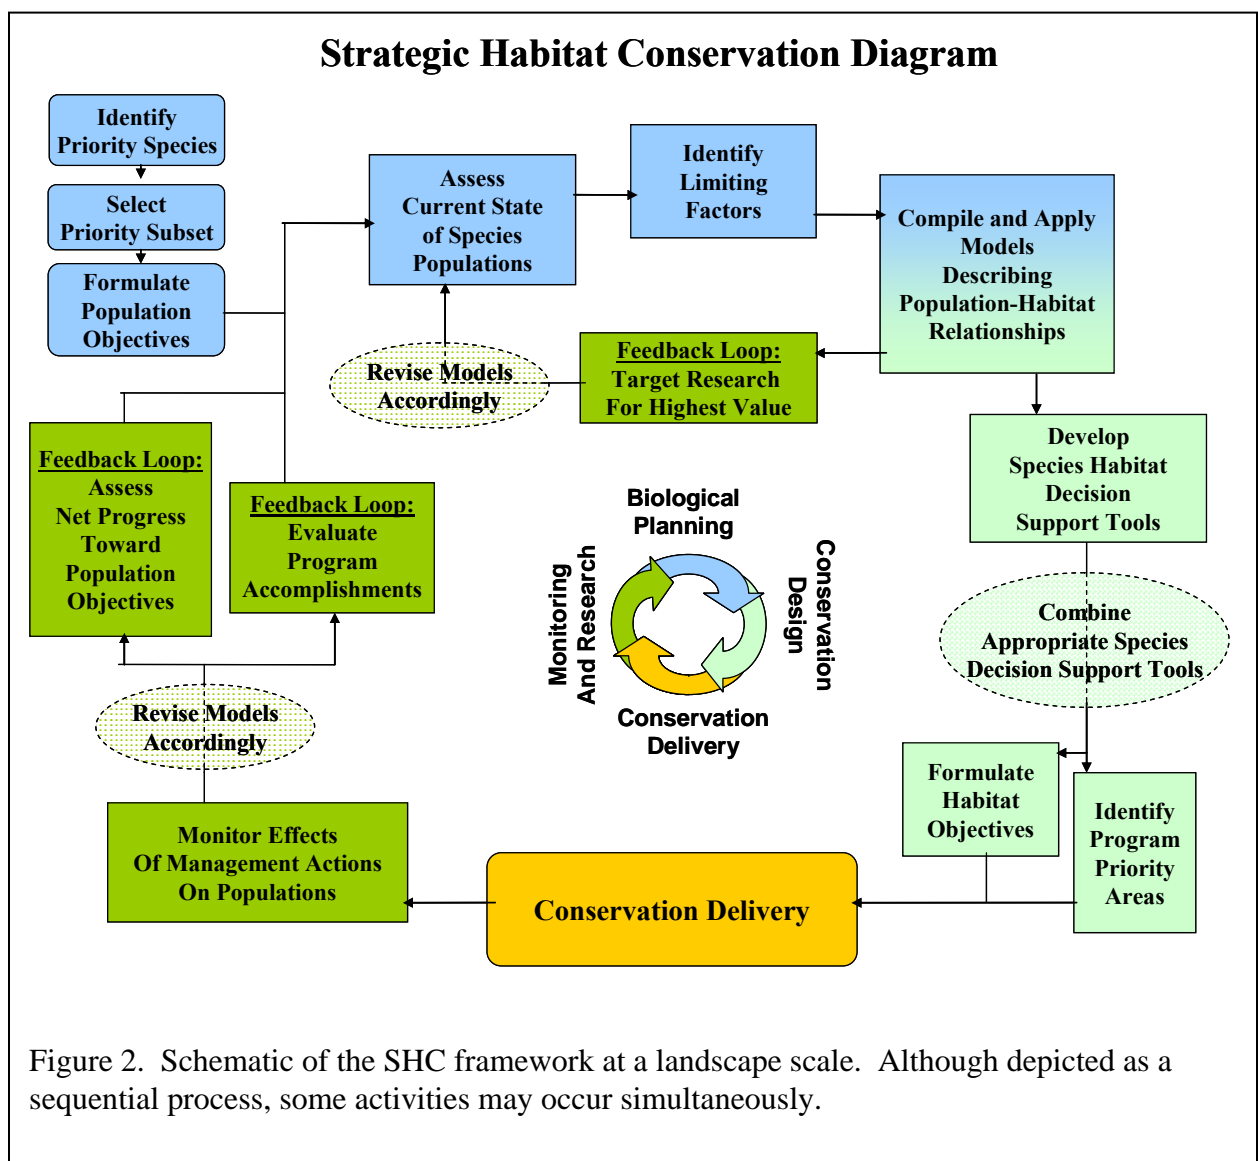 Strategic Habitat Conservation Diagram
Identify
Priority Species
Select
Priority Subset
Formulate
Population
Objectives
Assess
Current State
of Species
Populations
Identify
Limiting
Factors
Compile and Apply
Models
Describing
Population-Habitat
Relationships
Feedback Loop:
Target Research
For Highest Value
Revise Models
Accordingly
Develop
Species Habitat
Decision
Support Tools
Combine
Appropriate Species
Decision Support Tools
Formulate
Habitat
Objectives
Identify
Program
Priority
Areas
Conservation Delivery
Monitor Effects
Of Management Actions
On Populations
Revise Models
Accordingly
Feedback Loop:
Assess
Net Progress
Toward
Population
Objectives
Feedback Loop:
Evaluate
Program
Accomplishments
Biological
Planning
Conservation
Design
Conservation
Delivery
Monitoring
And Research
Figure 2.  Schematic of the SHC framework at a landscape scale.  Although depicted as a
sequential process, some activities may occur simultaneously.